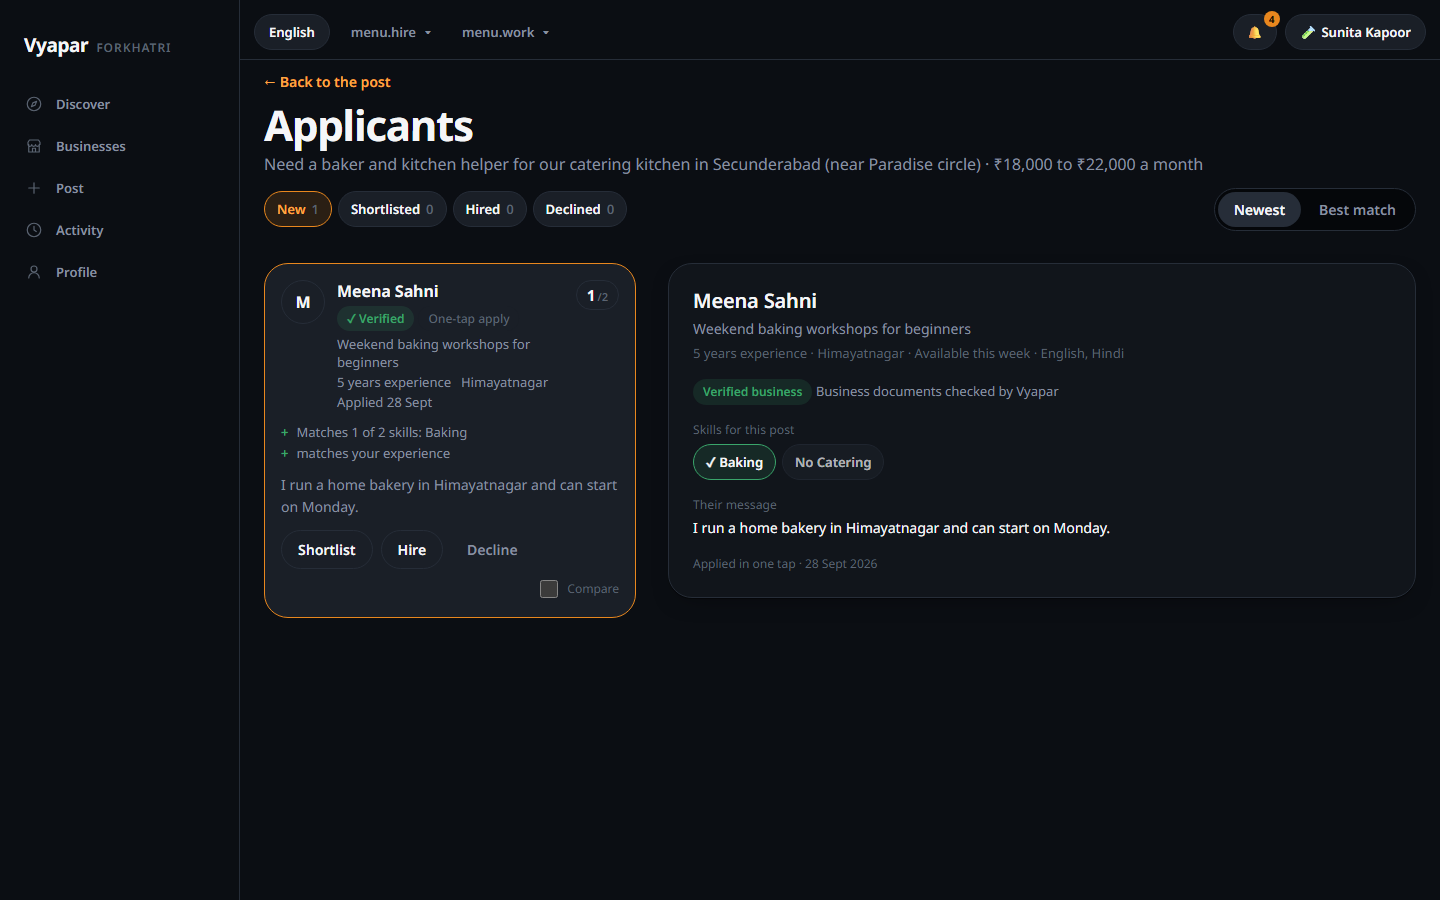 Vyapar FORKHATRI
Discover
Businesses
Post
Activity
Profile
English menu.hire menu.work
4
Sunita Kapoor
← Back to the post
Applicants
Need a baker and kitchen helper for our catering kitchen in Secunderabad (near Paradise circle) · ₹18,000 to ₹22,000 a month
New 1 Shortlisted 0 Hired 0 Declined 0
Newest Best match
M
Meena Sahni
1 /2
✓ Verified One-tap apply
Weekend baking workshops for
beginners
5 years experience Himayatnagar
Applied 28 Sept
+ Matches 1 of 2 skills: Baking
+ matches your experience
I run a home bakery in Himayatnagar and can start
on Monday.
Shortlist Hire Decline
Compare
Meena Sahni
Weekend baking workshops for beginners
5 years experience · Himayatnagar · Available this week · English, Hindi
Verified business Business documents checked by Vyapar
Skills for this post
✓ Baking No Catering
Their message
I run a home bakery in Himayatnagar and can start on Monday.
Applied in one tap · 28 Sept 2026